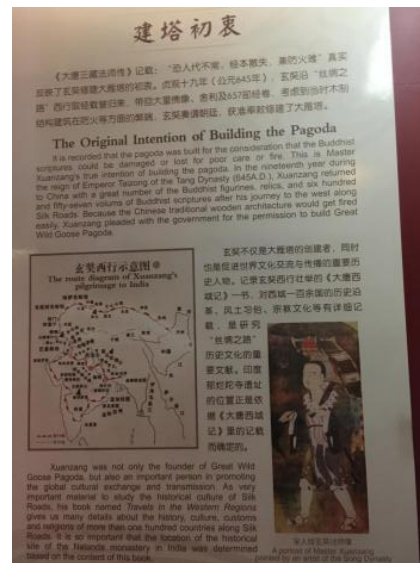 建塔初衷
《大唐三藏法师传》记载：“恐人代不常，经本散失，兼防火难”真实
反映了玄奘修建大雁塔的初衷。贞观十九年（公元645年），玄奘沿“丝绸之
路”西行取经载誉归来，带回大量佛像、舍利及657部经卷，考虑到当时木制
结构建筑在防火等方面的弊端，玄奘奏请朝廷，获准奉敕修建了大雁塔。
The Original Intention of Building the Pagoda
It is recorded that the pagoda was built for the consideration that the Buddhist
scriptures could be damaged or lost for poor care or fire. This is Master
Xuanzang's true intention of building the pagoda. In the nineteenth year during
the reign of Emperor Taizong of the Tang Dynasty (645A.D.), Xuanzang returned
to China with a great number of the Buddhist figurines, relics, and six hundred
and fifty-seven volums of Buddhist scriptures after his journey to the west along
Silk Roads. Because the Chinese traditional wooden architecture would get fired
easily, Xuanzang pleaded with the government for the permission to build Great
Wild Goose Pagoda.
玄奘西行示意图
The route diagram of Xuanzang's
pilgrimage to India
玄奘不仅是大雁塔的创建者，同时
也是促进世界文化交流与传播的重要历
史人物。记录玄奘西行壮举的《大唐西
域记》一书，对西域一百余国的历史沿
革、风土习俗、宗教文化等有详细记
载，是研究
“丝绸之路”
历史文化的重
要文献。印度
那烂陀寺遗址
的位置正是依
据《大唐西域
记》里的记载
而确定的。
Xuanzang was not only the founder of Great Wild
Goose Pagoda, but also an important person in promoting
the global cultural exchange and transmission. As very
important material to study the historical culture of Silk
Roads, his book named Travels in the Western Regions
gives us many details about the history, culture, customs
and religions of more than one hundred countries along Silk
Roads. It is so important that the location of the historical
site of the Nalanda monastery in India was determined
based on the content of this book.
宋人绘玄奘法师像
A portrait of Master Xuanzang
painted by an artist of the Song Dynasty